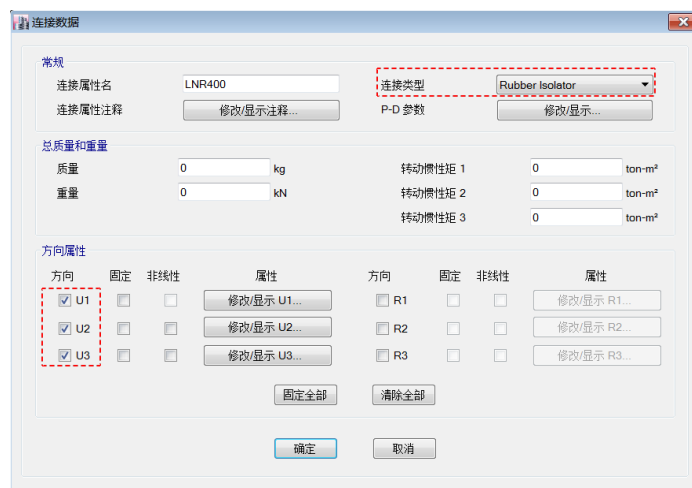 连接数据
常规
连接属性名 LNR400 连接类型 Rubber Isolator
连接属性注释 修改/显示注释... P-D 参数 修改/显示...
总质量和重量
质量 0 kg 转动惯性矩 1 0 ton-m²
重量 0 kN 转动惯性矩 2 0 ton-m²
转动惯性矩 3 0 ton-m²
方向属性
方向 固定 非线性 属性 方向 固定 非线性 属性
U1 修改/显示 U1... R1 修改/显示 R1...
U2 修改/显示 U2... R2 修改/显示 R2...
U3 修改/显示 U3... R3 修改/显示 R3...
固定全部 清除全部
确定 取消